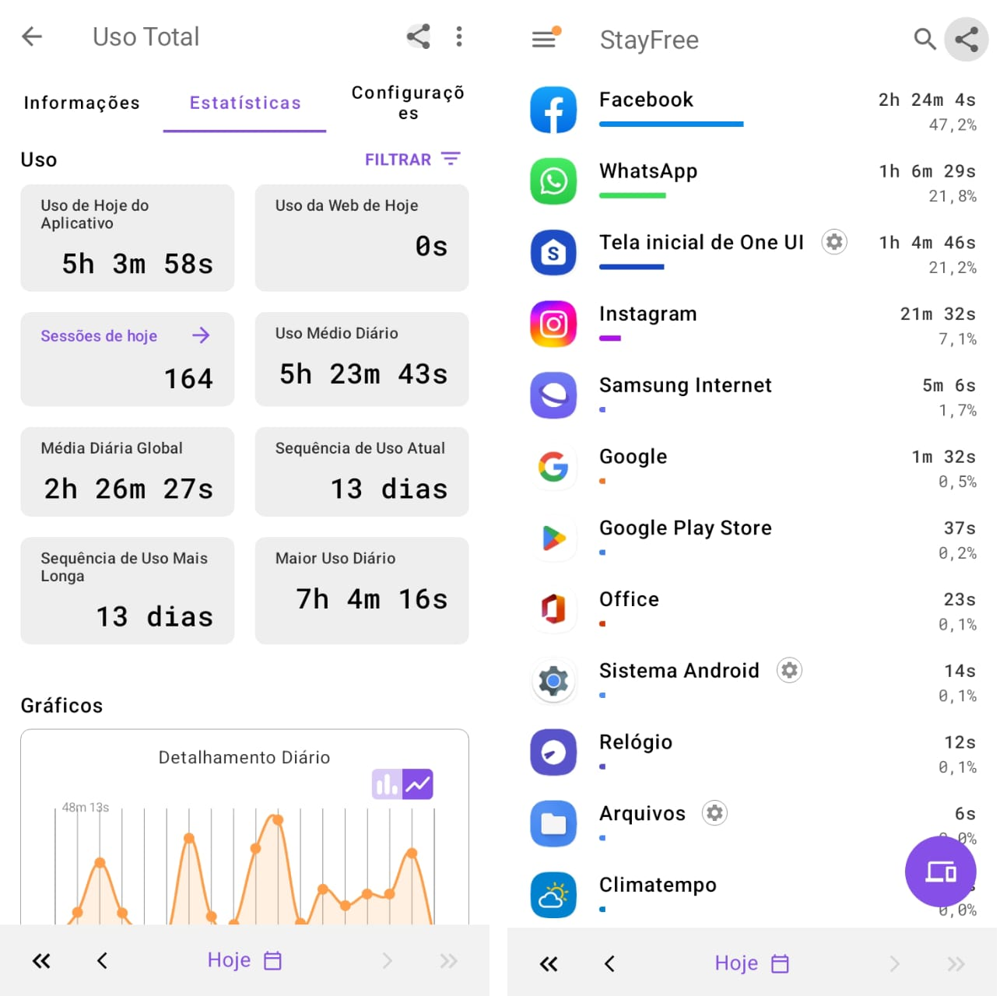 Uso Total
Informações
Estatísticas
Configuraçõ
es
Uso
FILTRAR
Uso de Hoje do
Aplicativo
5h 3m 58s
Uso da Web de Hoje
0s
Sessões de hoje
164
Uso Médio Diário
5h 23m 43s
Média Diária Global
2h 26m 27s
Sequência de Uso Atual
13 dias
Sequência de Uso Mais
Longa
13 dias
Maior Uso Diário
7h 4m 16s
Gráficos
Detalhamento Diário
48m 13s
Hoje
StayFree
Facebook
2h 24m 4s
47,2%
WhatsApp
1h 6m 29s
21,8%
Tela inicial de One UI
1h 4m 46s
21,2%
Instagram
21m 32s
7,1%
Samsung Internet
5m 6s
1,7%
Google
1m 32s
0,5%
Google Play Store
37s
0,2%
Office
23s
0,1%
Sistema Android
14s
0,1%
Relógio
12s
0,1%
Arquivos
6s
Climatempo
0,0%
Hoje